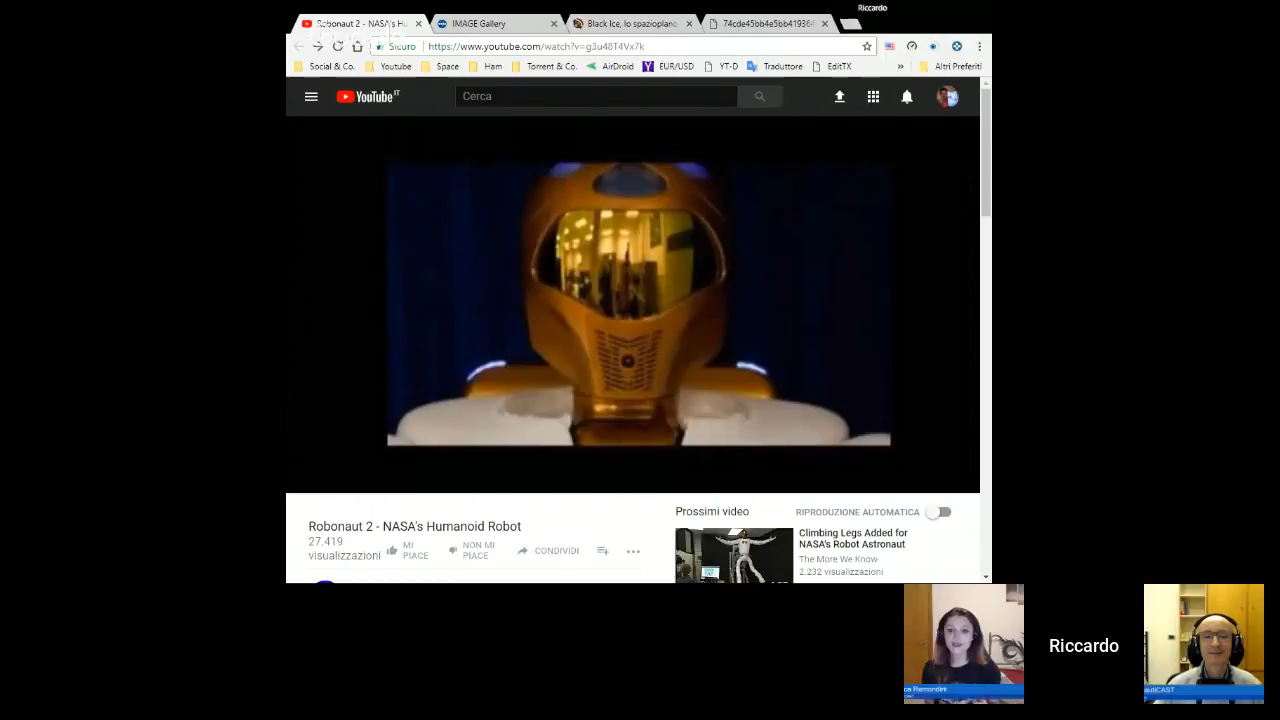 Riccardo
Robonaut 2 - NASA's Hu
IMAGE Gallery
Black Ice, lo spazioplano
74cde45bb4e5bb41936
Sicuro
https://www.youtube.com/watch?v=g3u48T4Vx7k
Social & Co.
Youtube
Space
Ham
Torrent & Co.
AirDroid
EUR/USD
YT-D
Traduttore
EditTX
»
Altri Preferiti
YouTube IT
Cerca
Robonaut 2 - NASA's Humanoid Robot
27.419
visualizzazioni
MI
PIACE
NON MI
PIACE
CONDIVIDI
Prossimi video
RIPRODUZIONE AUTOMATICA
Climbing Legs Added for
NASA's Robot Astronaut
The More We Know
2.232 visualizzazioni
ca Remondini
Riccardo
autiCAST